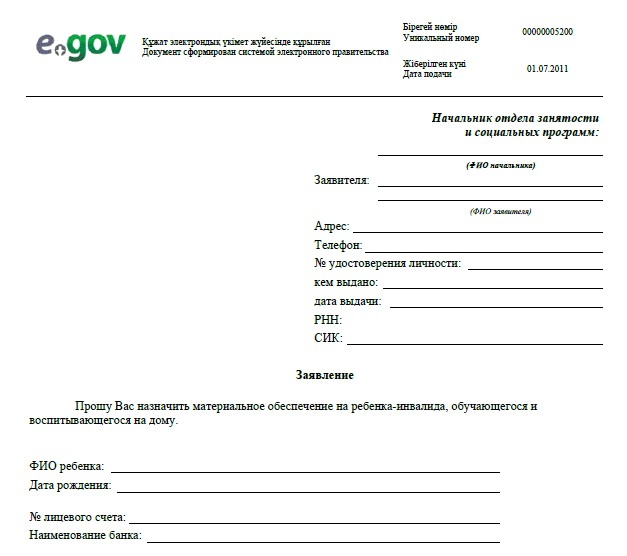 e.gov
Құжат электрондық үкімет жүйесінде құрылған
Документ сформирован системой электронного правительства
Бірегей немір
Уникальный номер
00000005200
Жіберілген күні
Дата подачи
01.07.2011
Начальник отдела занятости
и социальных программ:
(ФИО начальника)
Заявителя:
(ФИО заявителя)
Адрес:
Телефон:
№ удостоверения личности:
кем выдано:
дата выдачи:
РНН:
СИК:
Заявление
Прошу Вас назначить материальное обеспечение на ребенка-инвалида, обучающегося и
воспитывающегося на дому.
ФИО ребенка:
Дата рождения:
№ лицевого счета:
Наименование банка: